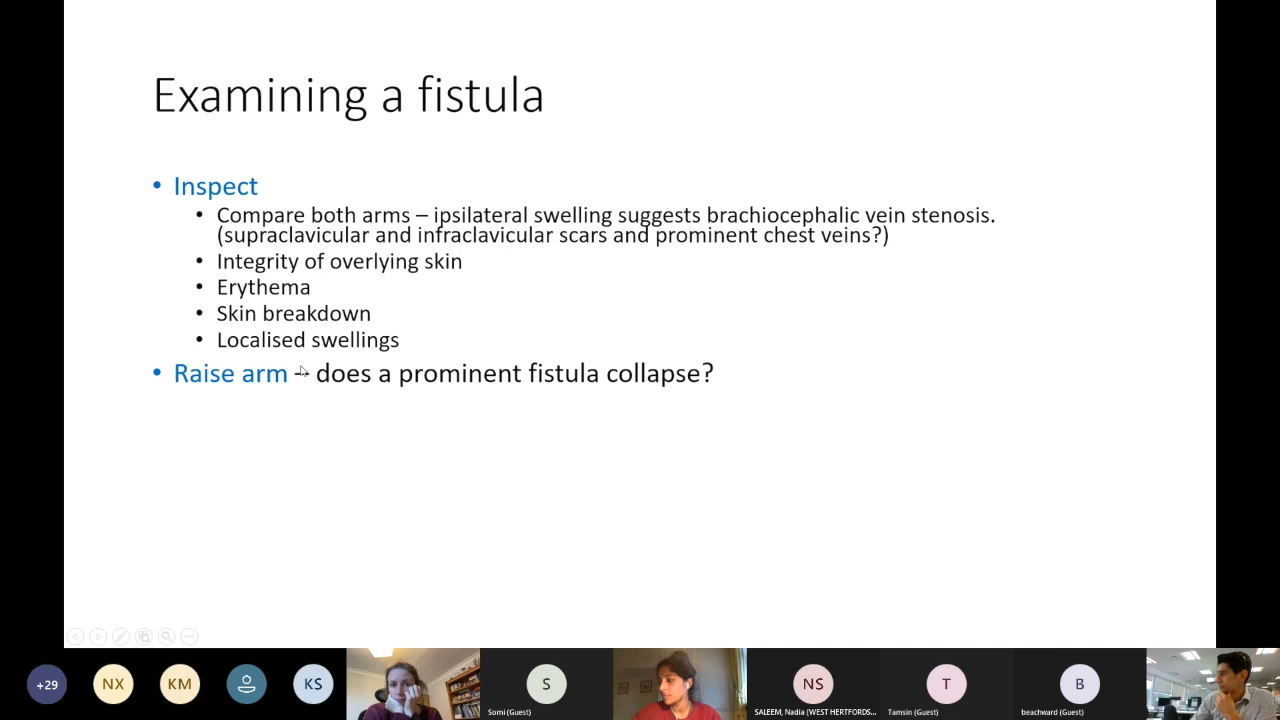 Examining a fistula
• Inspect
• Compare both arms – ipsilateral swelling suggests brachiocephalic vein stenosis.
(supraclavicular and infraclavicular scars and prominent chest veins?)
• Integrity of overlying skin
• Erythema
• Skin breakdown
• Localised swellings
• Raise arm – does a prominent fistula collapse?
+29
NX
KM
KS
S
Somi (Guest)
NS
SALEEM, Nadia (WEST HERTFORDS...
T
Tamsin (Guest)
B
beachward (Guest)